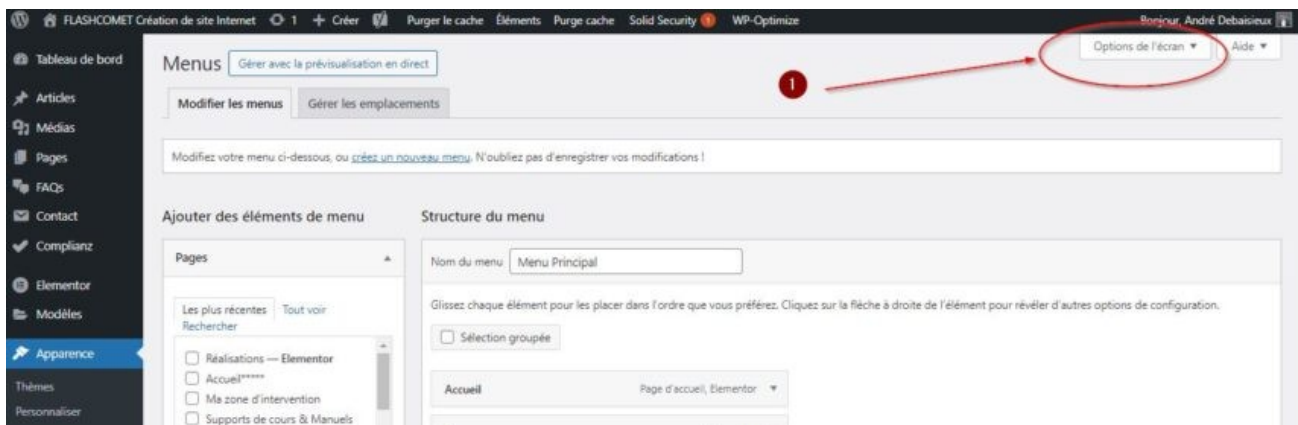 FLASHCOMET Création de site Internet 1 Créer Purger le cache Éléments Purge cache Solid Security 1 WP-Optimize Bonjour, André Debaisieux
Options de l'écran ▼ Aide ▼
Tableau de bord
Articles
Médias
Pages
FAQs
Contact
Complianz
Elementor
Modèles
Apparence
Thèmes
Personnaliser
Menus Gérer avec la prévisualisation en direct
1
Modifier les menus Gérer les emplacements
Modifiez votre menu ci-dessous, ou créez un nouveau menu. N'oubliez pas d'enregistrer vos modifications !
Ajouter des éléments de menu
Pages
Les plus récentes Tout voir
Rechercher
Réalisations — Elementor
Accueil*****
Ma zone d'intervention
Supports de cours & Manuels
Structure du menu
Nom du menu Menu Principal
Glissez chaque élément pour les placer dans l'ordre que vous préférez. Cliquez sur la flèche à droite de l'élément pour révéler d'autres options de configuration.
Sélection groupée
Accueil Page d'accueil, Elementor ▼